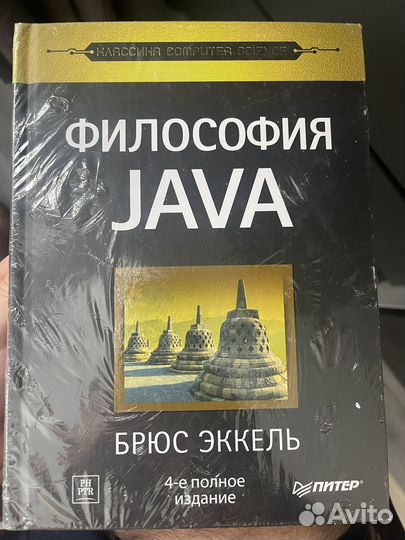 КЛАССИКА COMPUTER SCIENCE
ФИЛОСОФИЯ
JAVA
БРЮС ЭККЕЛЬ
PH
PTR
4-е полное
издание
ПИТЕР®
Avito